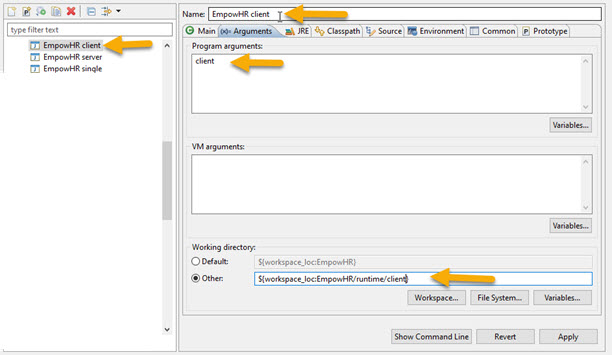 type filter text
EmpowHR client
EmpowHR server
EmpowHR single
Name: EmpowHR client
Main (x)= Arguments JRE Classpath Source Environment Common Prototype
Program arguments:
client
Variables...
VM arguments:
Variables...
Working directory:
Default: ${workspace_loc:EmpowHR}
Other: ${workspace_loc:EmpowHR/runtime/client}
Workspace... File System... Variables...
Show Command Line Revert Apply